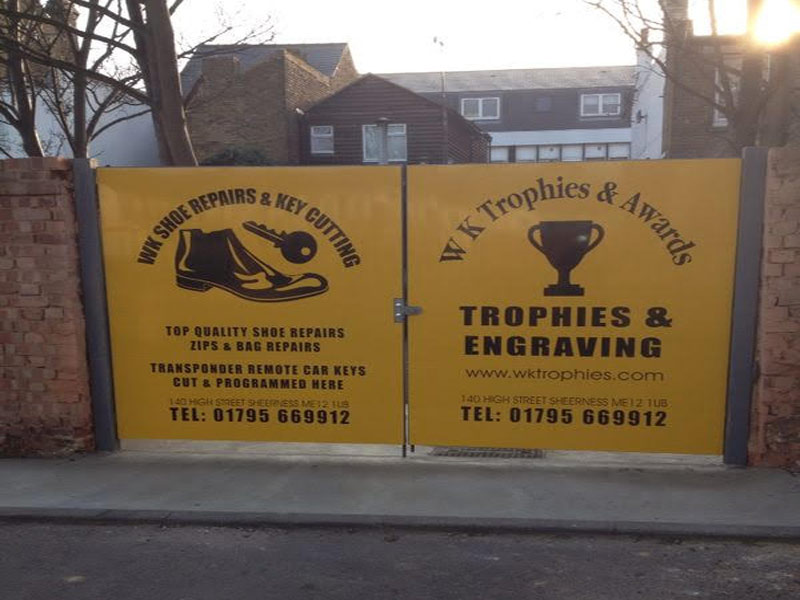 WK SHOE REPAIRS & KEY CUTTING
TOP QUALITY SHOE REPAIRS
ZIPS & BAG REPAIRS
TRANSPONDER REMOTE CAR KEYS
CUT & PROGRAMMED HERE
140 HIGH STREET SHEERNESS ME12 1UB
TEL: 01795 669912
W K Trophies & Awards
TROPHIES &
ENGRAVING
www.wktrophies.com
140 HIGH STREET SHEERNESS ME12 1UB
TEL: 01795 669912